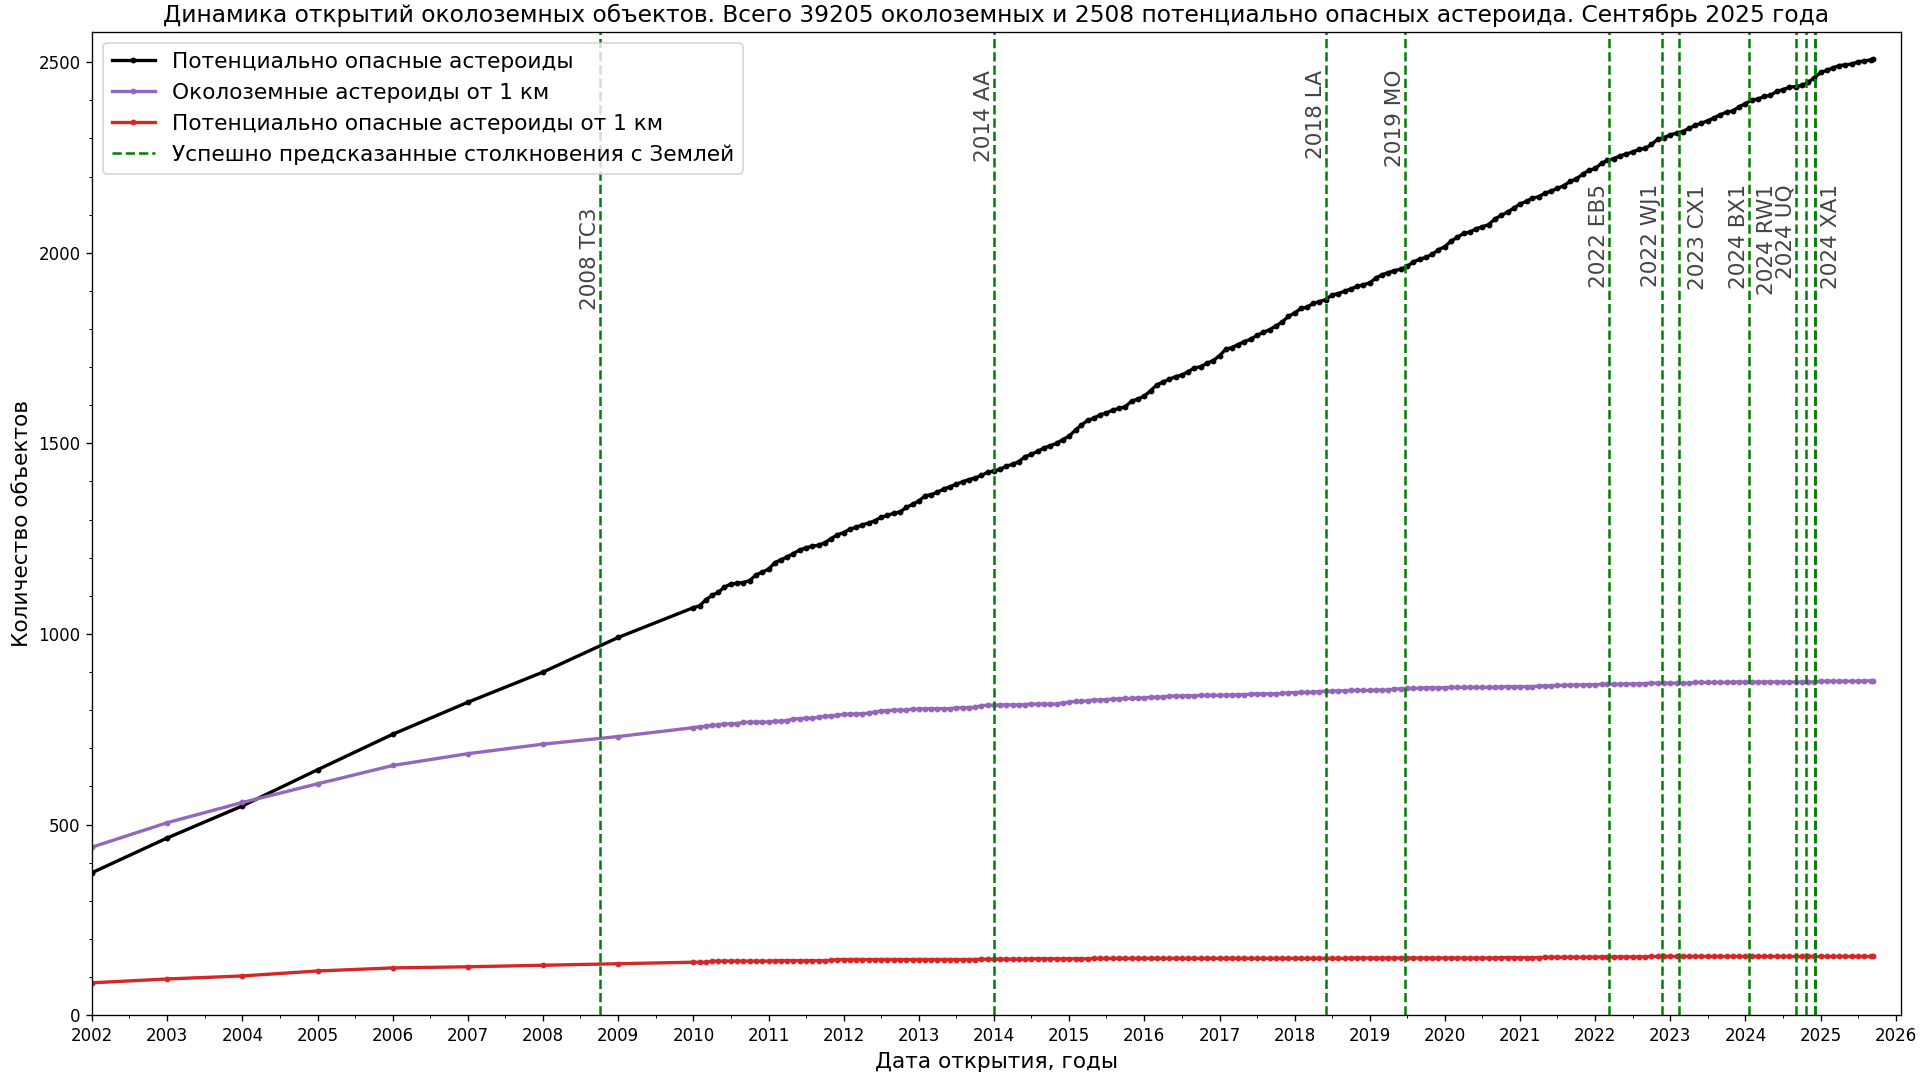 Динамика открытий околоземных объектов. Всего 39205 околоземных и 2508 потенциально опасных астероида. Сентябрь 2025 года
Потенциально опасные астероиды
Околоземные астероиды от 1 км
Потенциально опасные астероиды от 1 км
Успешно предсказанные столкновения с Землей
2008 TC3
2014 AA
2018 LA
2019 MO
2022 EB5
2022 WJ1
2023 CX1
2024 BX1
2024 RW1
2024 UQ
2024 XA1
Количество объектов
2500
2000
1500
1000
500
0
2002 2003 2004 2005 2006 2007 2008 2009 2010 2011 2012 2013 2014 2015 2016 2017 2018 2019 2020 2021 2022 2023 2024 2025 2026
Дата открытия, годы